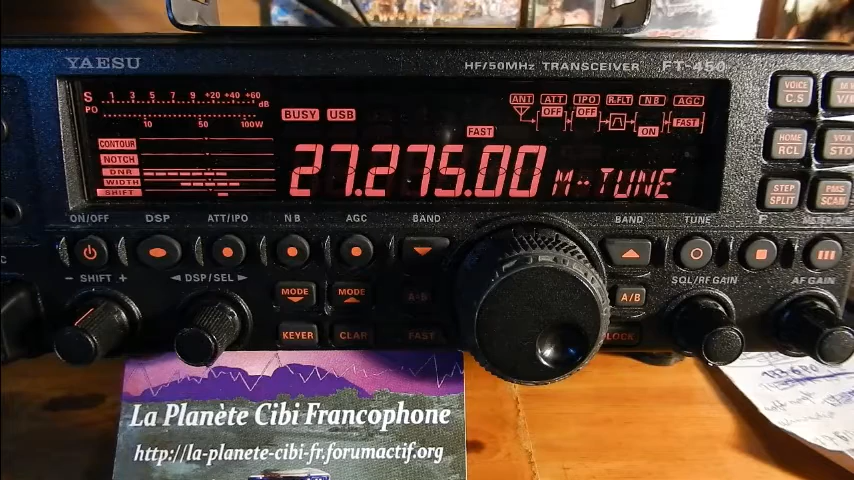 YAESU
HF/50MHz TRANSCEIVER FT-450
S 1 3 5 7 9 +20 +40 +60 dB
PO 10 50 100W
BUSY USB
ANT ATT IPO R.FLT NB AGC
OFF OFF ON FAST
CONTOUR
NOTCH
DNR
WIDTH
SHIFT
FAST
27.275.00 M-TUNE
VOICE
C.S
HOME
RCL
VOX
STO
STEP
SPLIT
PMS
SCAN
ON/OFF DSP ATT/IPO NB AGC BAND BAND TUNE F METER/DIM
− SHIFT + ◄ DSP/SEL ► MODE MODE A=B A/B SQL/RF GAIN AF GAIN
KEYER CLAR FAST LOCK
La Planète Cibi Francophone
http://la-planete-cibi-fr.forumactif.org